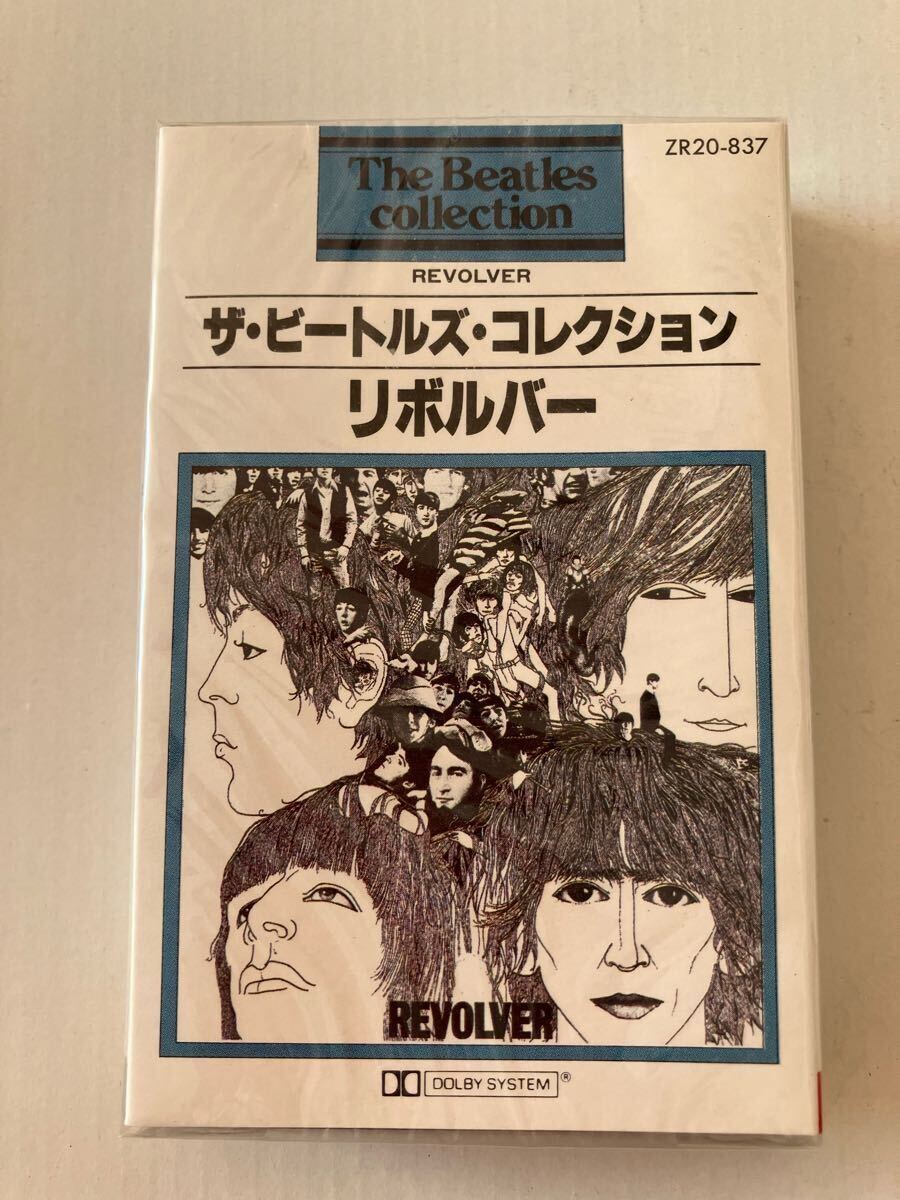 The Beatles
collection
ZR20-837
REVOLVER
ザ・ビートルズ・コレクション
リボルバー
REVOLVER
DOLBY SYSTEM®